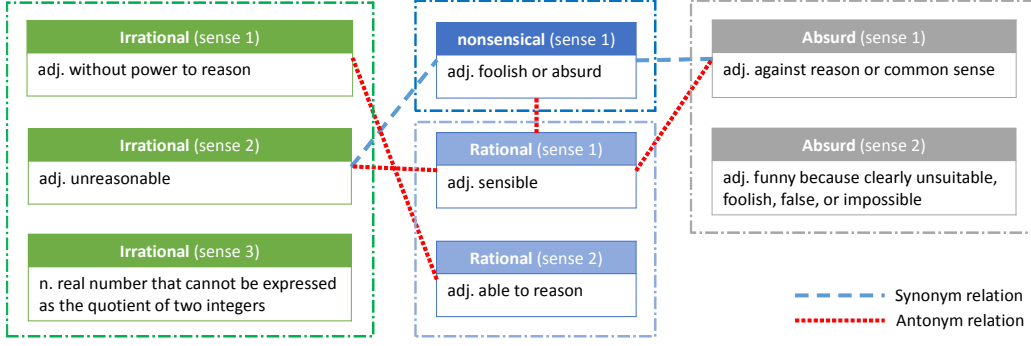 Irrational (sense 1)
adj. without power to reason
Irrational (sense 2)
adj. unreasonable
Irrational (sense 3)
n. real number that cannot be expressed
as the quotient of two integers
nonsensical (sense 1)
adj. foolish or absurd
Rational (sense 1)
adj. sensible
Rational (sense 2)
adj. able to reason
Absurd (sense 1)
adj. against reason or common sense
Absurd (sense 2)
adj. funny because clearly unsuitable,
foolish, false, or impossible
Synonym relation
Antonym relation